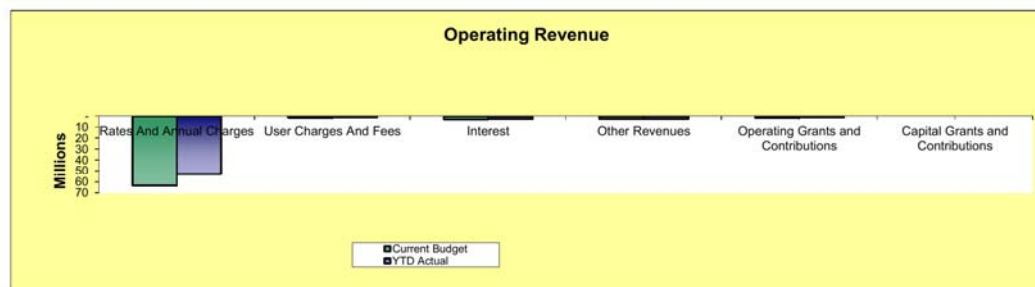 Operating Revenue
Millions
-
10
20
30
40
50
60
70
Rates And Annual Charges
User Charges And Fees
Interest
Other Revenues
Operating Grants and
Contributions
Capital Grants and
Contributions
Current Budget
YTD Actual